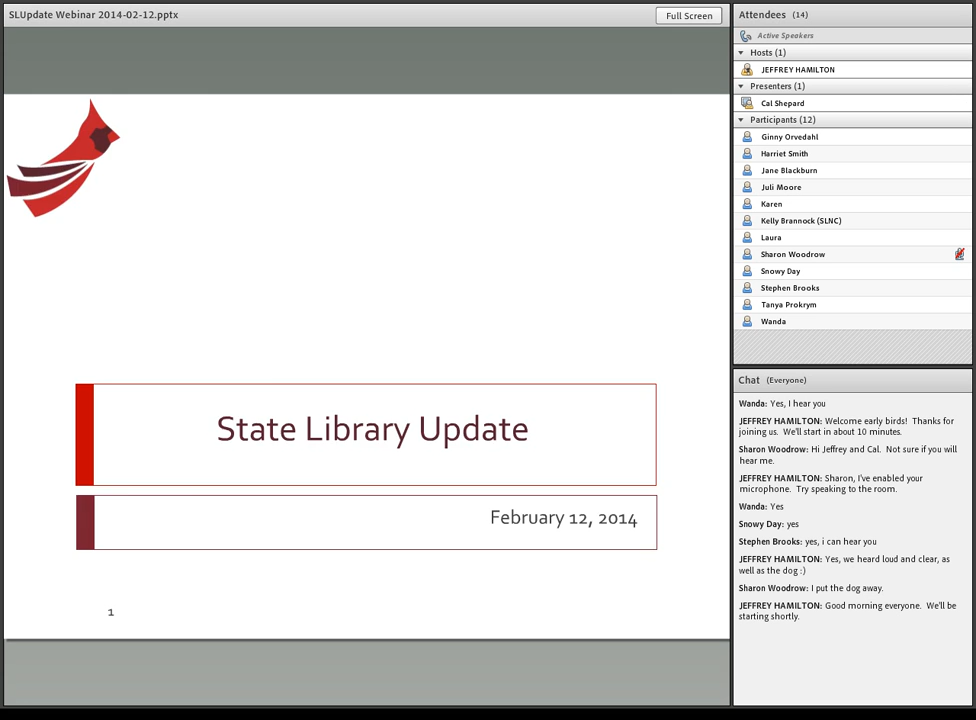 SLUpdate Webinar 2014-02-12.pptx
Full Screen
State Library Update
February 12, 2014
1
Attendees (14)
Active Speakers
Hosts (1)
JEFFREY HAMILTON
Presenters (1)
Cal Shepard
Participants (12)
Ginny Orvedahl
Harriet Smith
Jane Blackburn
Juli Moore
Karen
Kelly Brannock (SLNC)
Laura
Sharon Woodrow
Snowy Day
Stephen Brooks
Tanya Prokrym
Wanda
Chat (Everyone)
Wanda: Yes, I hear you
JEFFREY HAMILTON: Welcome early birds! Thanks for
joining us. We'll start in about 10 minutes.
Sharon Woodrow: Hi Jeffrey and Cal. Not sure if you will
hear me.
JEFFREY HAMILTON: Sharon, I've enabled your
microphone. Try speaking to the room.
Wanda: Yes
Snowy Day: yes
Stephen Brooks: yes, i can hear you
JEFFREY HAMILTON: Yes, we heard loud and clear, as
well as the dog :)
Sharon Woodrow: I put the dog away.
JEFFREY HAMILTON: Good morning everyone. We'll be
starting shortly.